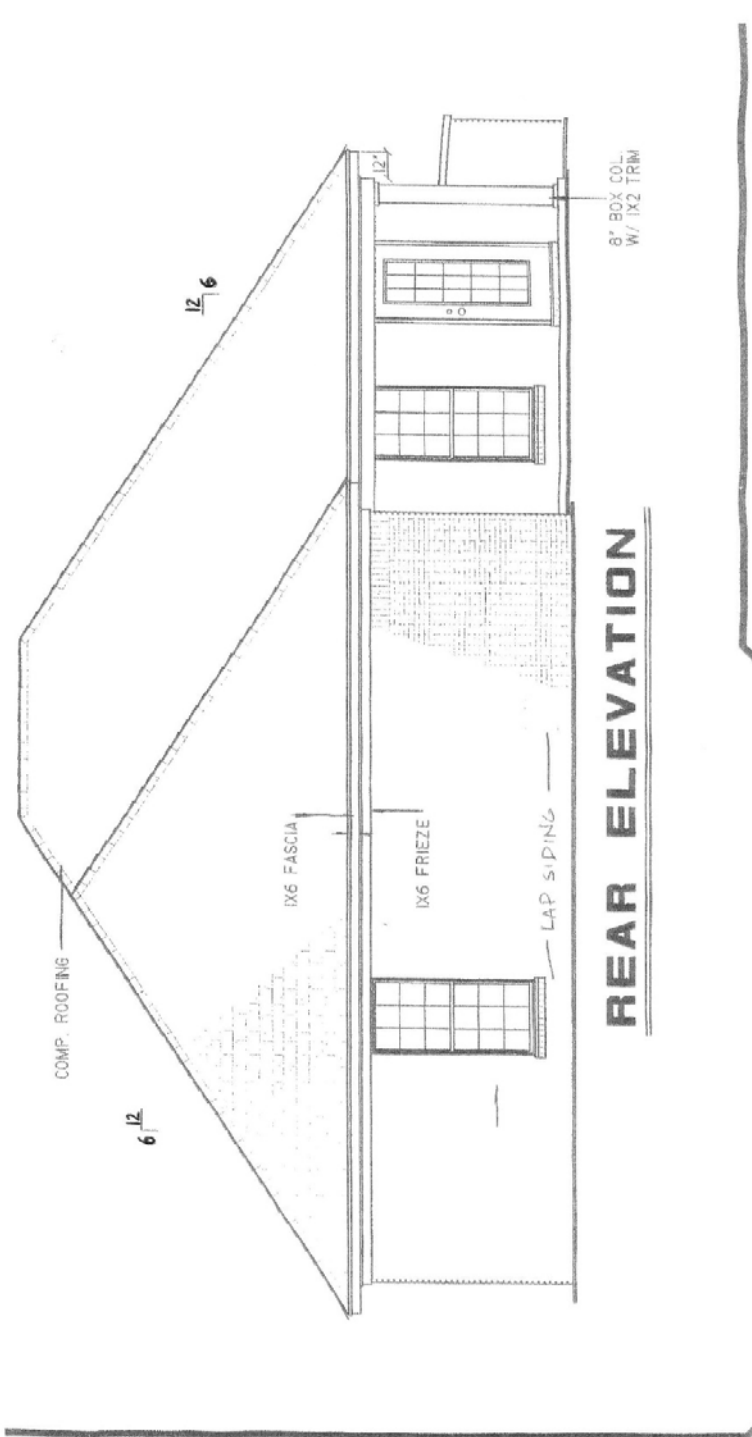 COMP. ROOFING
6 12
12 6
1X6 FASCIA
12"
1X6 FRIEZE
LAP SIDING
8" BOX COL.
W/ 1X2 TRIM
REAR ELEVATION